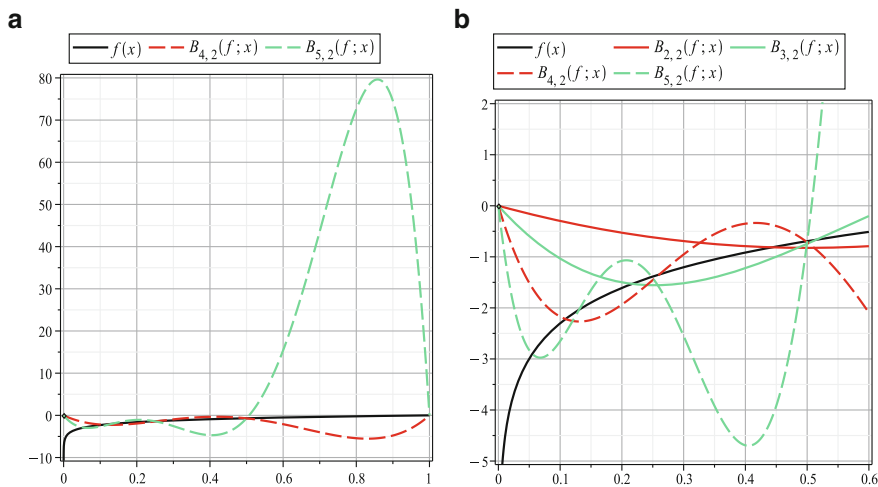 a
f(x) B4,2(f;x) B5,2(f;x)
80
70
60
50
40
30
20
10
0
−10
0 0.2 0.4 0.6 0.8 1
b
f(x) B2,2(f;x) B3,2(f;x)
B4,2(f;x) B5,2(f;x)
2
1
0
−1
−2
−3
−4
−5
0 0.1 0.2 0.3 0.4 0.5 0.6